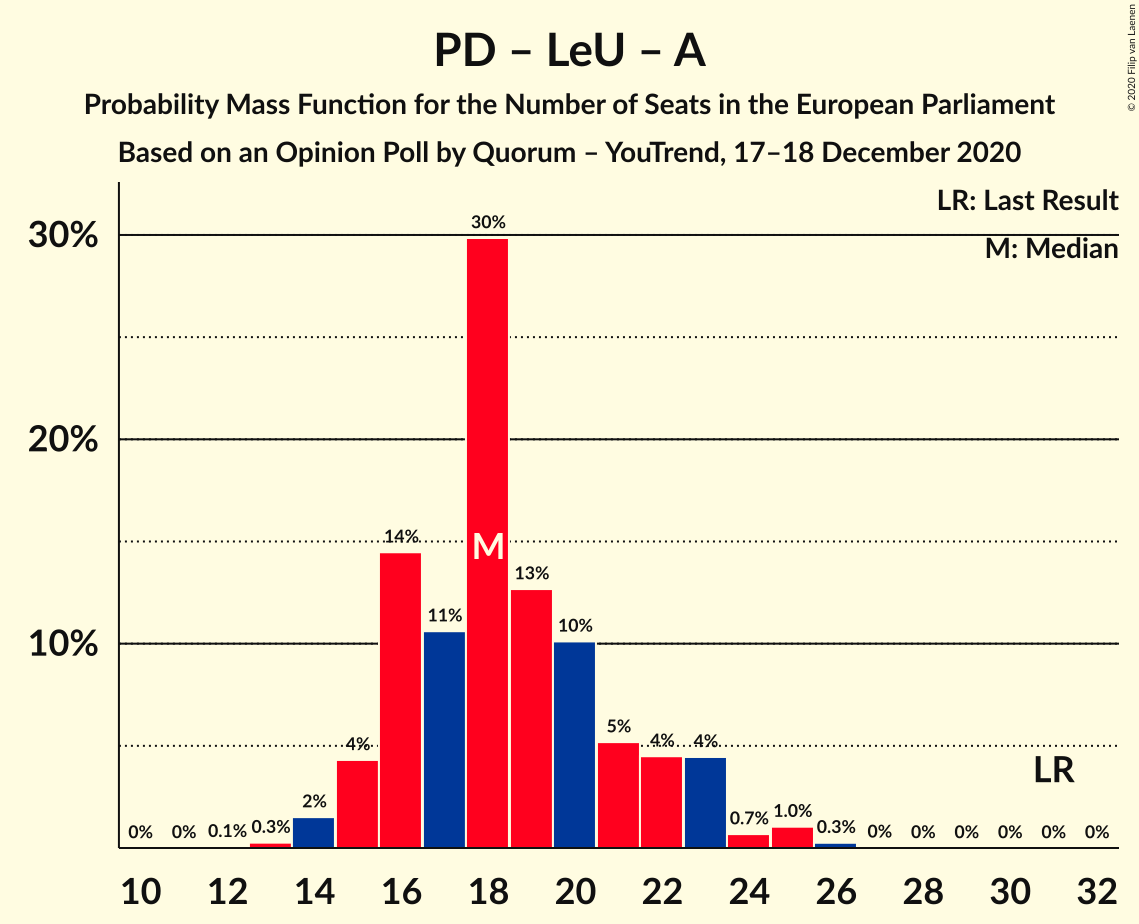 PD – LeU – A
Probability Mass Function for the Number of Seats in the European Parliament
Based on an Opinion Poll by Quorum – YouTrend, 17–18 December 2020
© 2020 Filip van Laenen
LR: Last Result
M: Median
30%
20%
10%
0% 0% 0.1% 0.3% 2% 4% 14% 11% 30% 13% 10% 5% 4% 4% 0.7% 1.0% 0.3% 0% 0% 0% 0% 0% 0%
M
LR
10 12 14 16 18 20 22 24 26 28 30 32